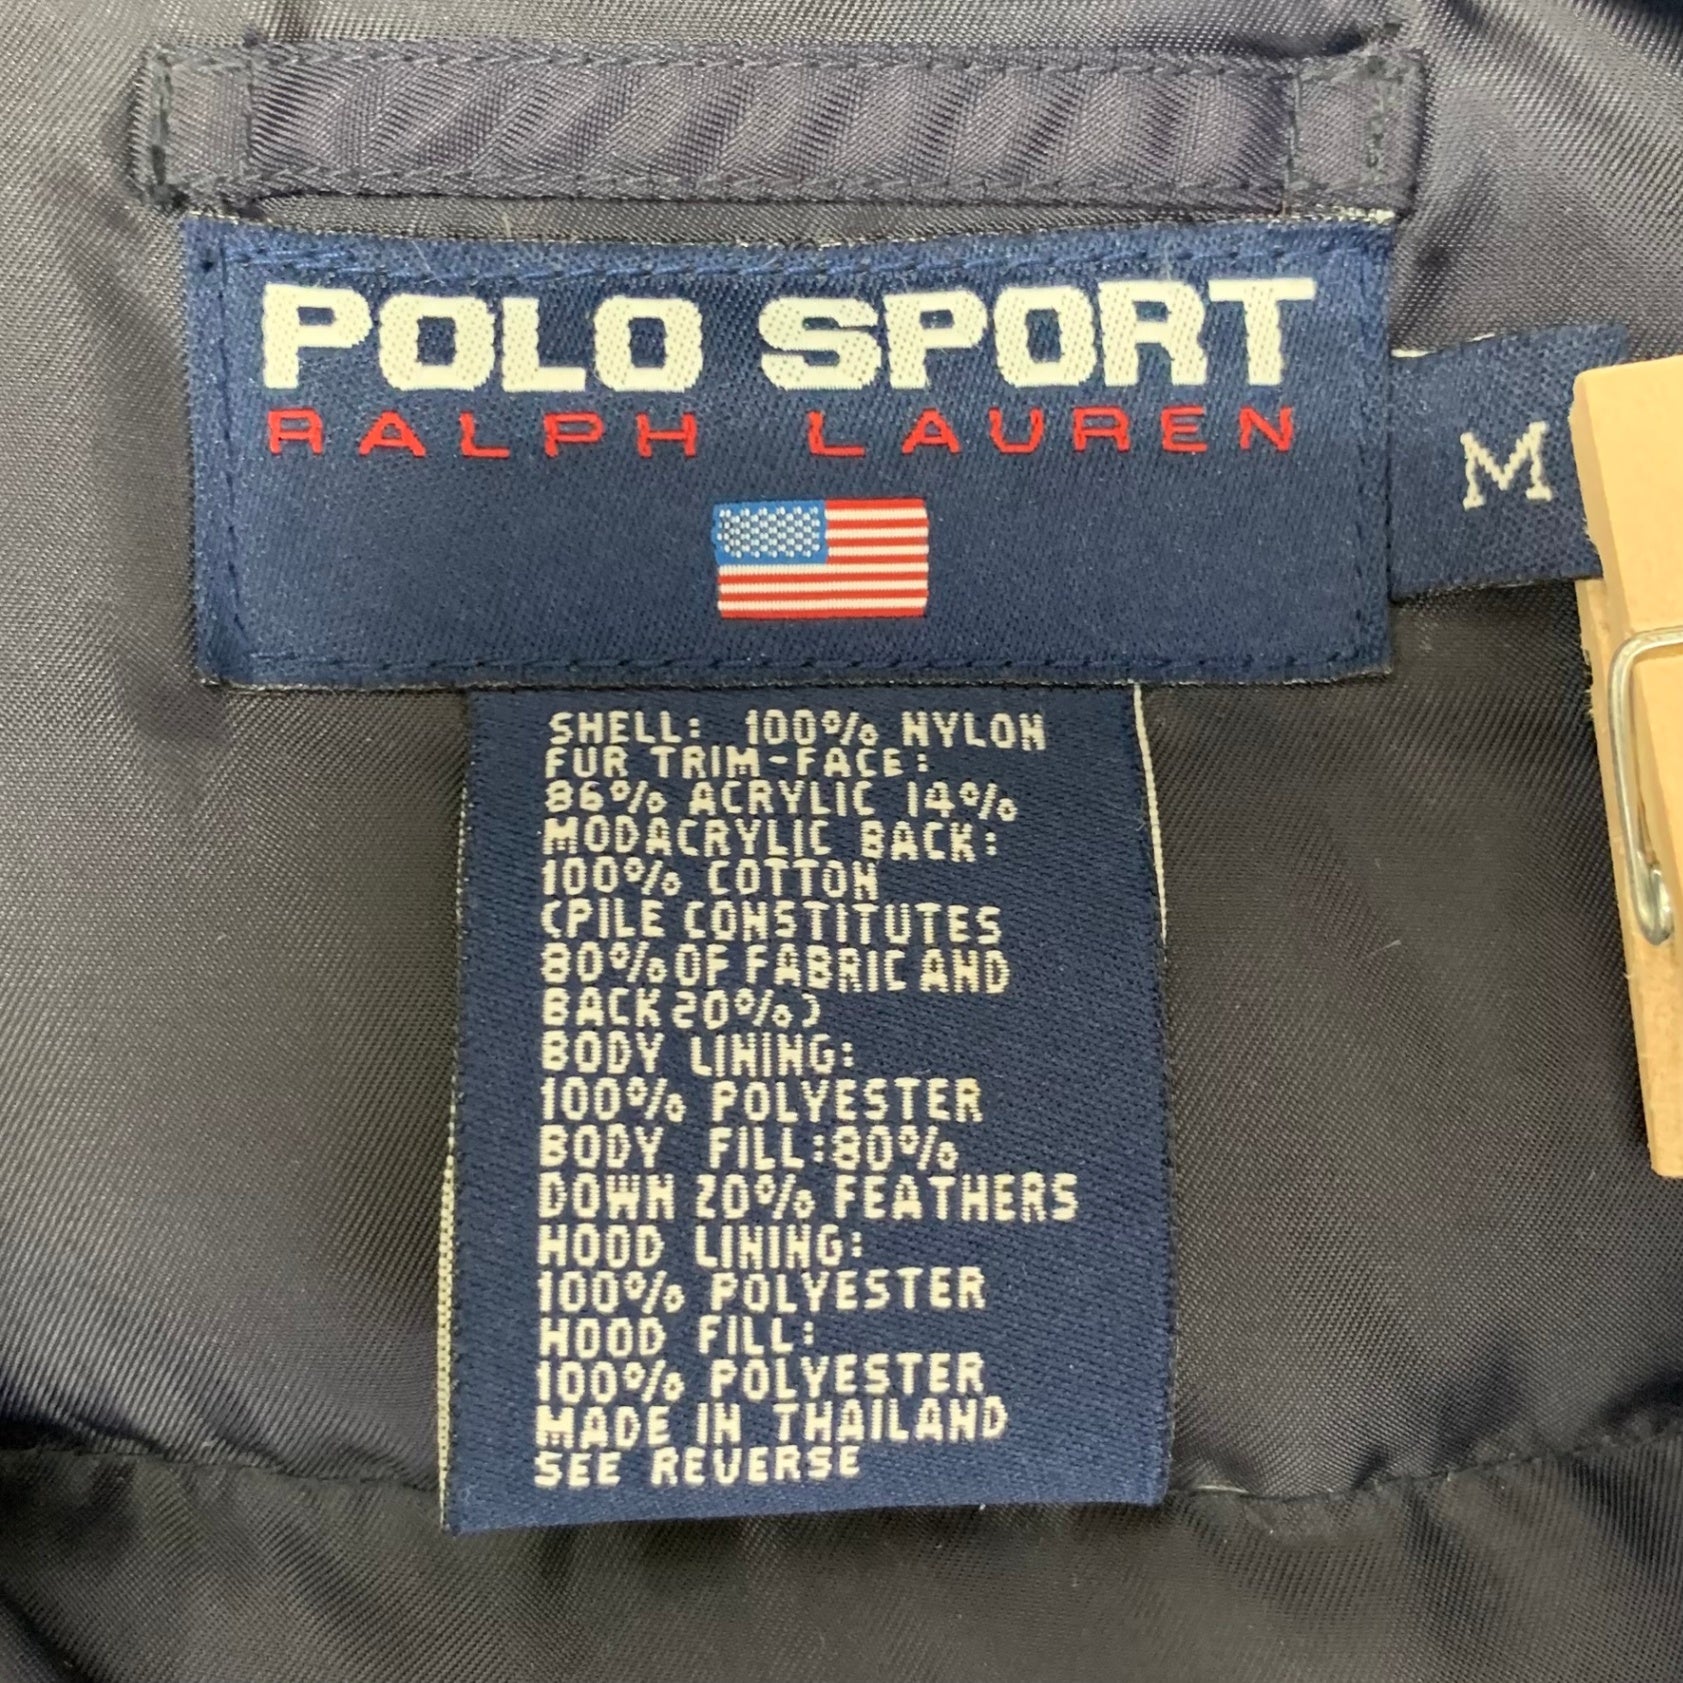 POLO SPORT
RALPH LAUREN
M
SHELL: 100% NYLON
FUR TRIM-FACE:
86% ACRYLIC 14%
MODACRYLIC BACK:
100% COTTON
(PILE CONSTITUTES
80% OF FABRIC AND
BACK 20%)
BODY LINING:
100% POLYESTER
BODY FILL:80%
DOWN 20% FEATHERS
HOOD LINING:
100% POLYESTER
HOOD FILL:
100% POLYESTER
MADE IN THAILAND
SEE REVERSE